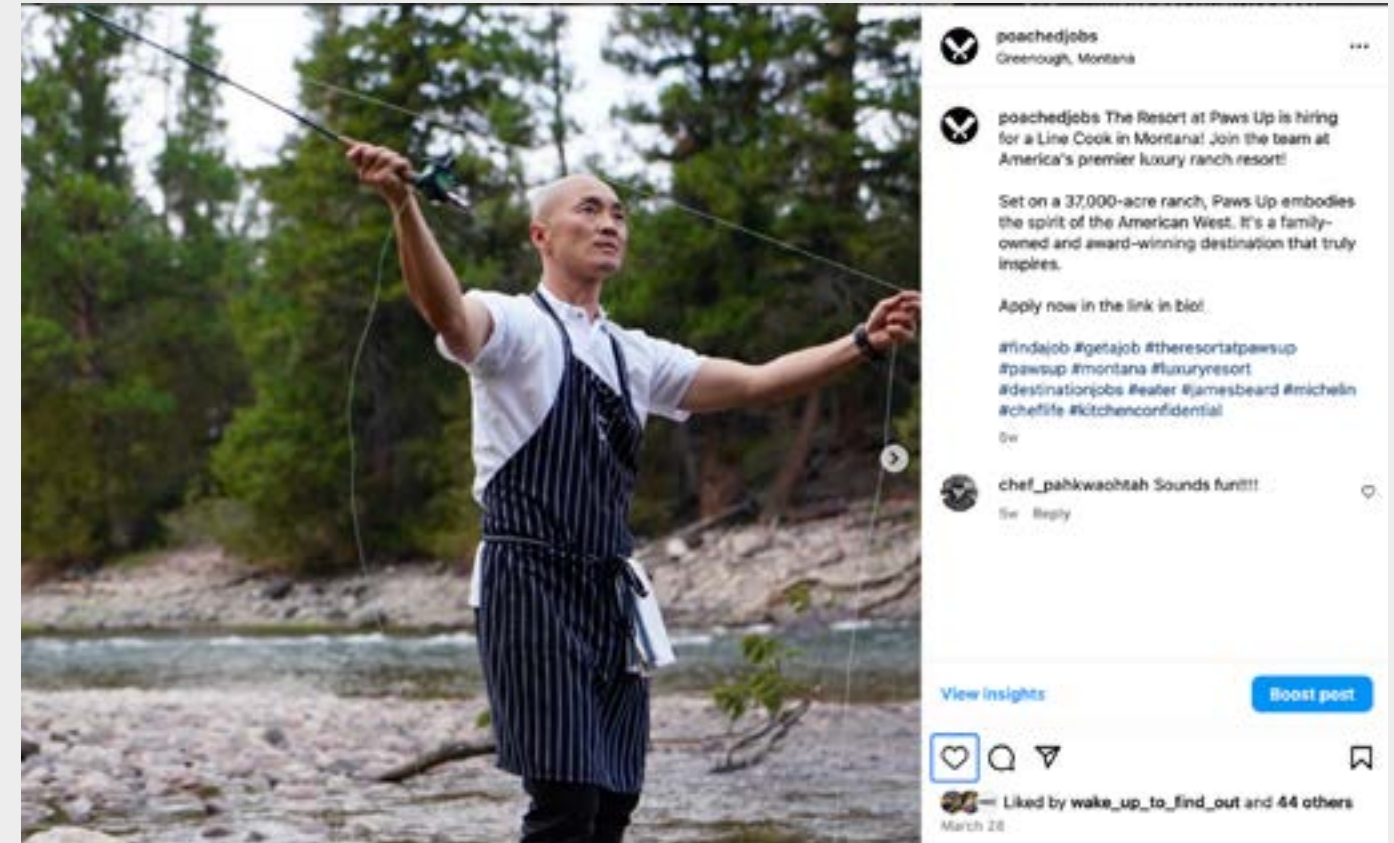 poachedjobs
Greenough, Montana
poachedjobs The Resort at Paws Up is hiring
for a Line Cook in Montana! Join the team at
America's premier luxury ranch resort!
Set on a 37,000-acre ranch, Paws Up embodies
the spirit of the American West. It's a family-
owned and award-winning destination that truly
inspires.
Apply now in the link in bio!
#findajob #getajob #theresortatpawsup
#pawsup #montana #luxuryresort
#destinationjobs #eater #jamesbeard #michelin
#cheflife #kitchenconfidential
5w
chef_pahkwaohtah Sounds fun!!!!
5w Reply
View insights
Boost post
Liked by wake_up_to_find_out and 44 others
March 28